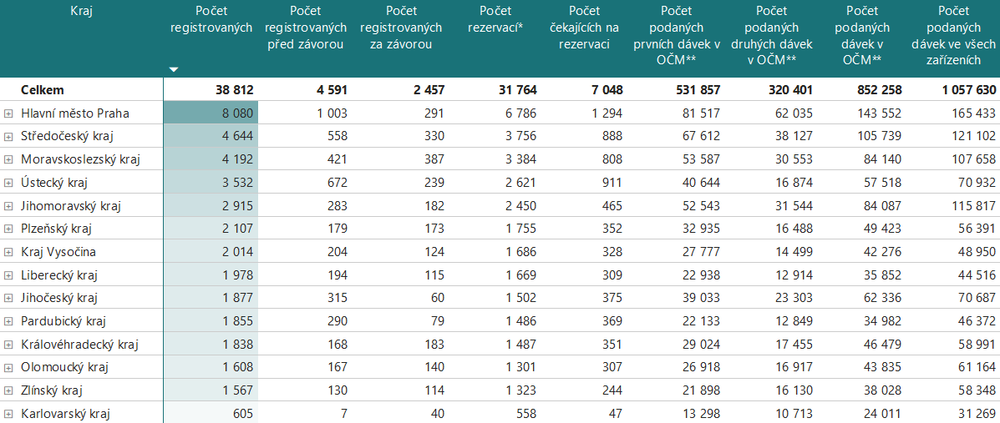 Kraj Počet registrovaných Počet registrovaných před závorou Počet registrovaných za závorou Počet rezervací* Počet čekajících na rezervaci Počet podaných prvních dávek v OČM** Počet podaných druhých dávek v OČM** Počet podaných dávek v OČM** Počet podaných dávek ve všech zařízeních
Celkem 38 812 4 591 2 457 31 764 7 048 531 857 320 401 852 258 1 057 630
Hlavní město Praha 8 080 1 003 291 6 786 1 294 81 517 62 035 143 552 165 433
Středočeský kraj 4 644 558 330 3 756 888 67 612 38 127 105 739 121 102
Moravskoslezský kraj 4 192 421 387 3 384 808 53 587 30 553 84 140 107 658
Ústecký kraj 3 532 672 239 2 621 911 40 644 16 874 57 518 70 932
Jihomoravský kraj 2 915 283 182 2 450 465 52 543 31 544 84 087 115 817
Plzeňský kraj 2 107 179 173 1 755 352 32 935 16 488 49 423 56 391
Kraj Vysočina 2 014 204 124 1 686 328 27 777 14 499 42 276 48 950
Liberecký kraj 1 978 194 115 1 669 309 22 938 12 914 35 852 44 516
Jihočeský kraj 1 877 315 60 1 502 375 39 033 23 303 62 336 70 687
Pardubický kraj 1 855 290 79 1 486 369 22 133 12 849 34 982 46 372
Královéhradecký kraj 1 838 168 183 1 487 351 29 024 17 455 46 479 58 991
Olomoucký kraj 1 608 167 140 1 301 307 26 918 16 917 43 835 61 164
Zlínský kraj 1 567 130 114 1 323 244 21 898 16 130 38 028 58 348
Karlovarský kraj 605 7 40 558 47 13 298 10 713 24 011 31 269